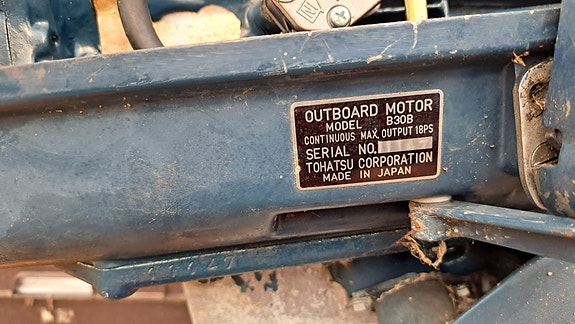 OUTBOARD MOTOR
MODEL B30B
CONTINUOUS MAX. OUTPUT 18PS
SERIAL NO.
TOHATSU CORPORATION
MADE IN JAPAN